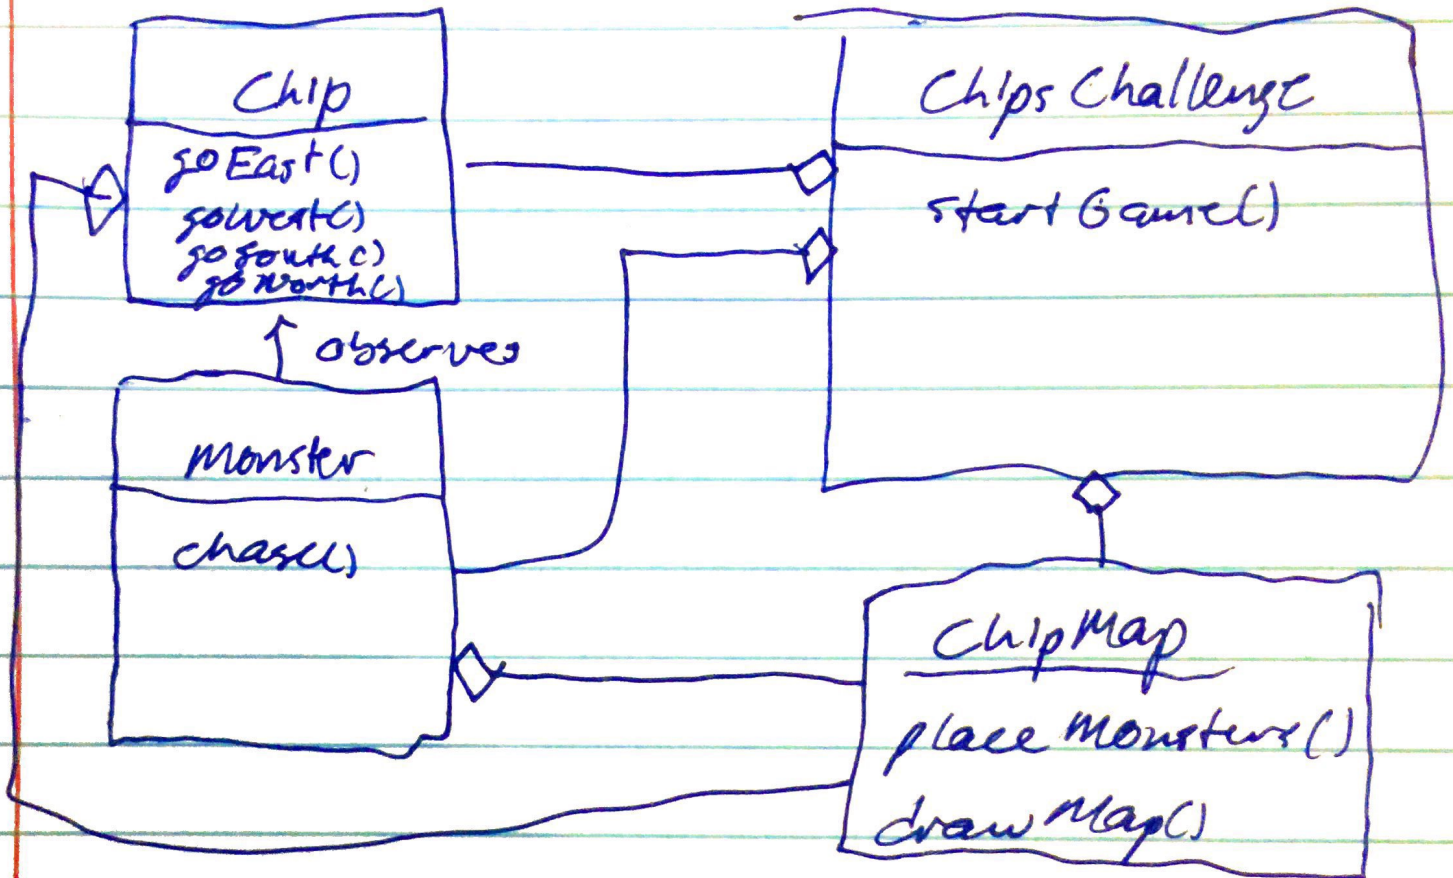 Chip
goEast()
goWest()
goSouth()
goNorth()
Chips Challenge
startGame()
observes
monster
chase()
ChipMap
placeMonsters()
drawMap()